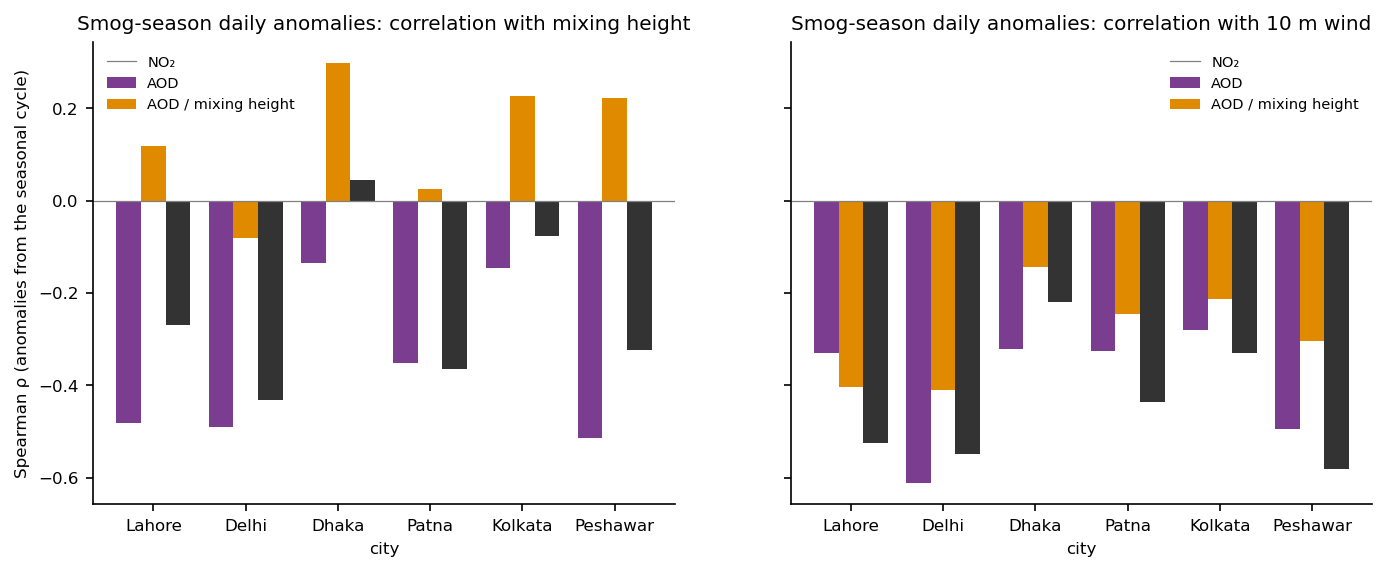 Smog-season daily anomalies: correlation with mixing height
NO₂
AOD
AOD / mixing height
Spearman ρ (anomalies from the seasonal cycle)
0.2
0.0
−0.2
−0.4
−0.6
Lahore Delhi Dhaka Patna Kolkata Peshawar
city
Smog-season daily anomalies: correlation with 10 m wind
NO₂
AOD
AOD / mixing height
Lahore Delhi Dhaka Patna Kolkata Peshawar
city